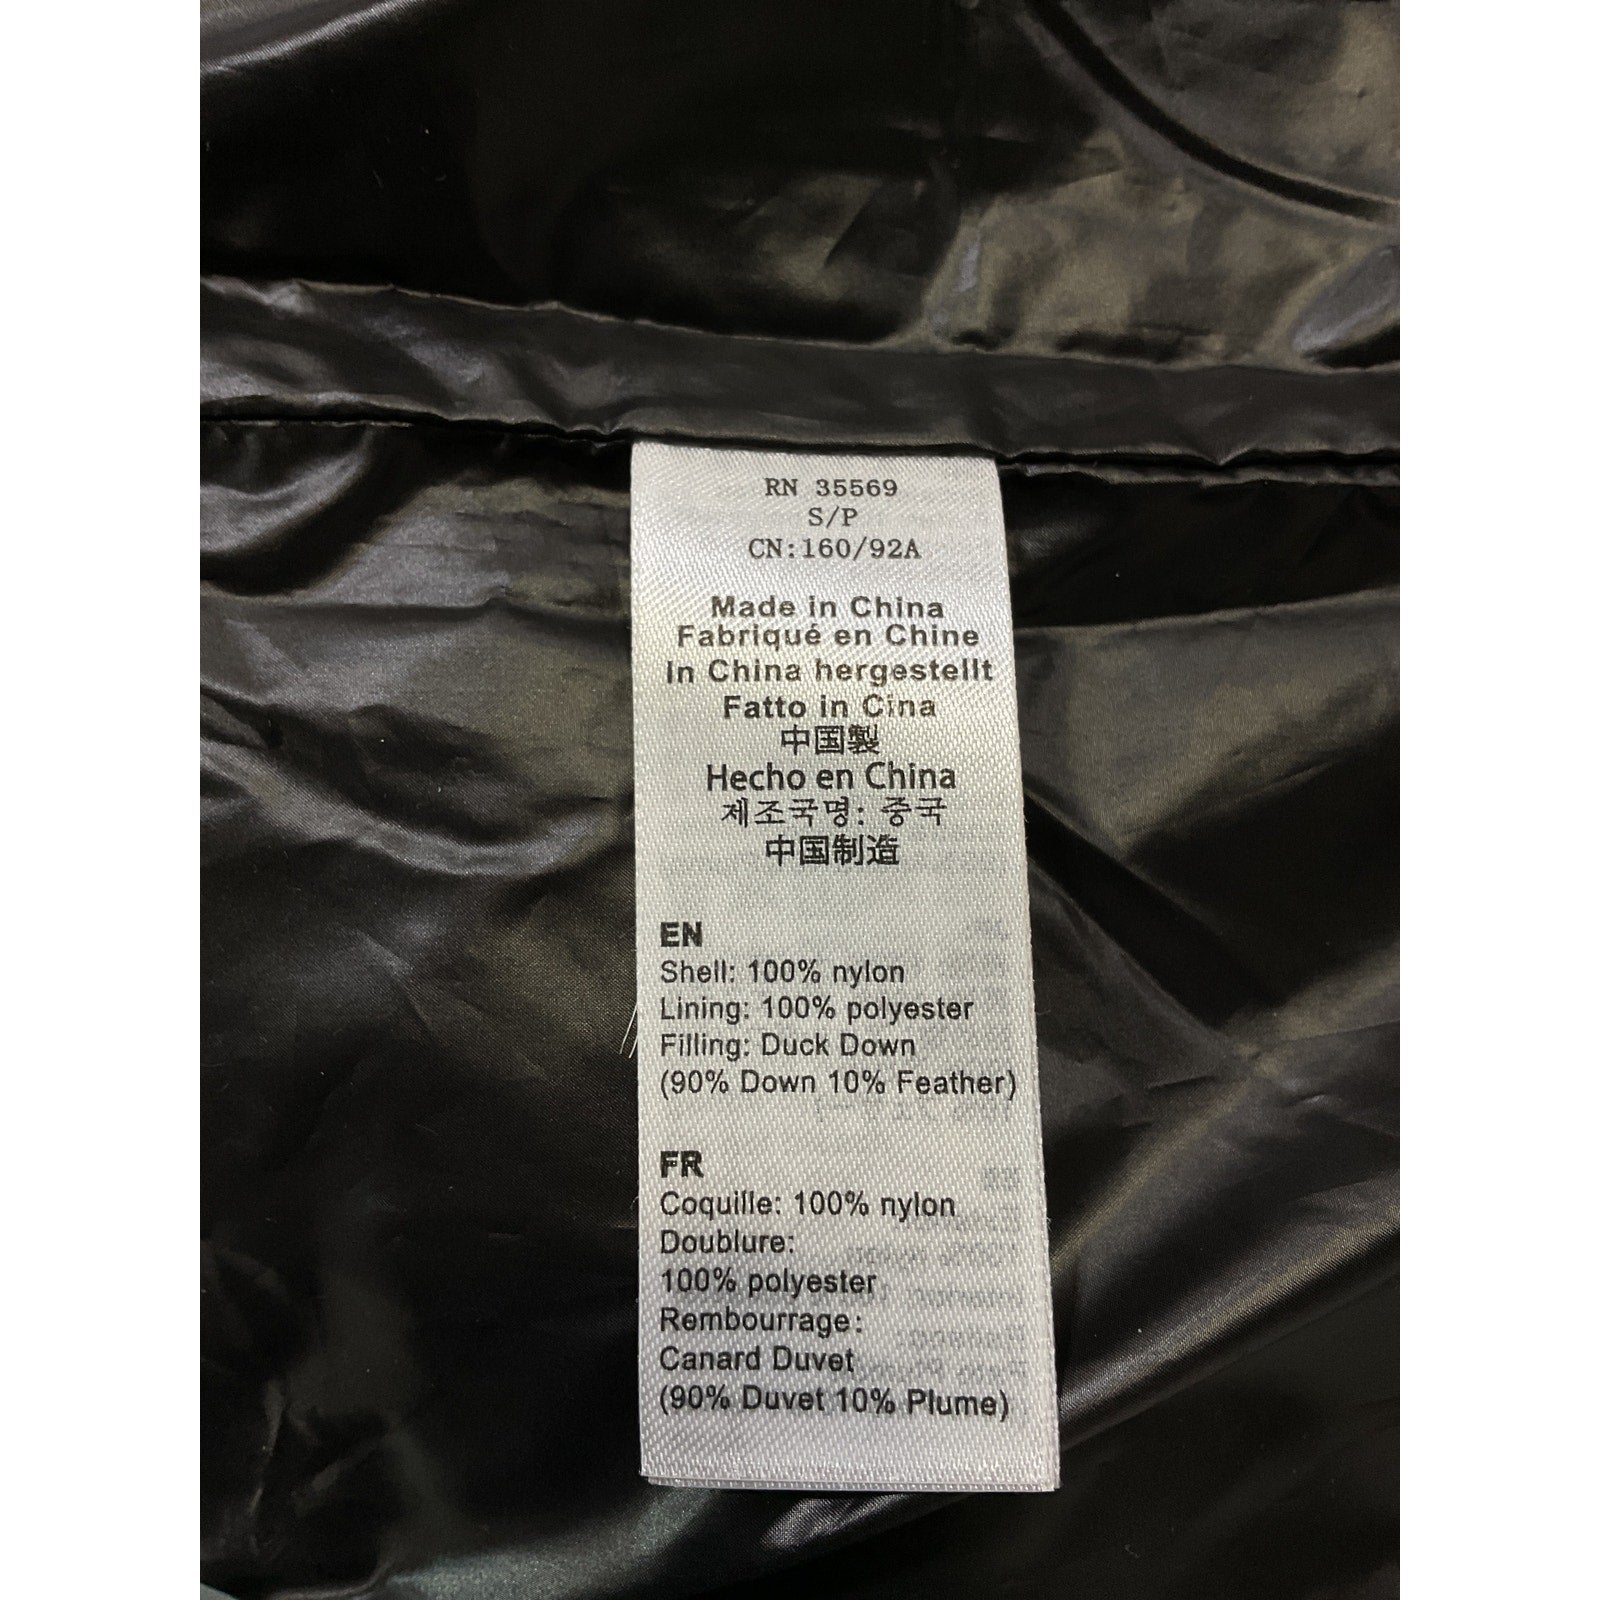 RN 35569
S/P
CN:160/92A
Made in China
Fabriqué en Chine
In China hergestellt
Fatto in Cina
中国製
Hecho en China
제조국명: 중국
中国制造
EN
Shell: 100% nylon
Lining: 100% polyester
Filling: Duck Down
(90% Down 10% Feather)
FR
Coquille: 100% nylon
Doublure:
100% polyester
Rembourrage:
Canard Duvet
(90% Duvet 10% Plume)